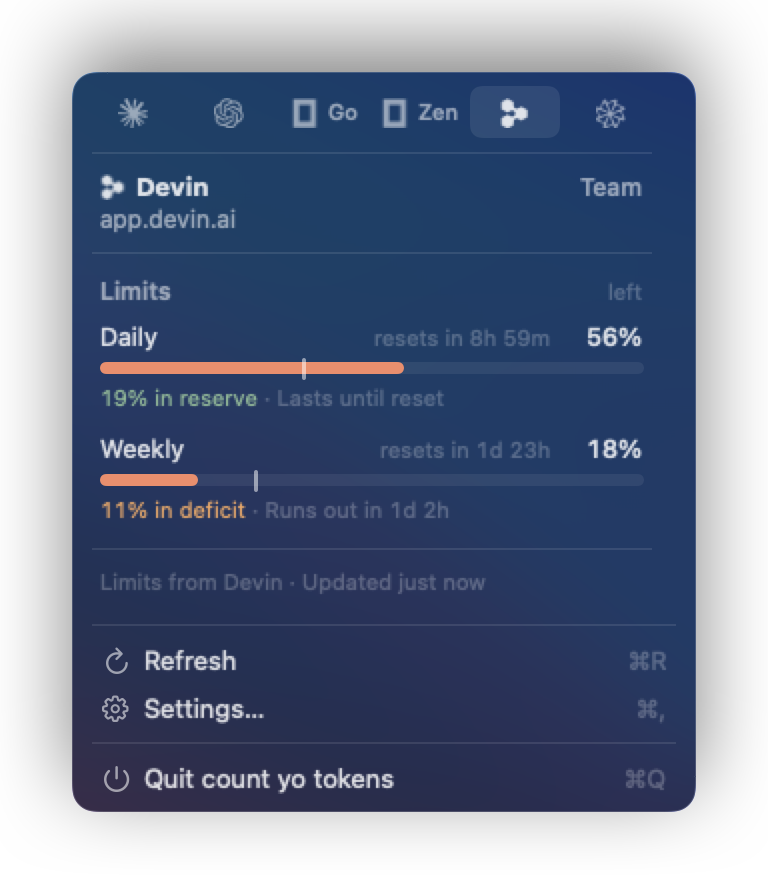 Go Zen
Devin Team
app.devin.ai
Limits left
Daily resets in 8h 59m 56%
19% in reserve · Lasts until reset
Weekly resets in 1d 23h 18%
11% in deficit · Runs out in 1d 2h
Limits from Devin · Updated just now
Refresh ⌘R
Settings... ⌘,
Quit count yo tokens ⌘Q